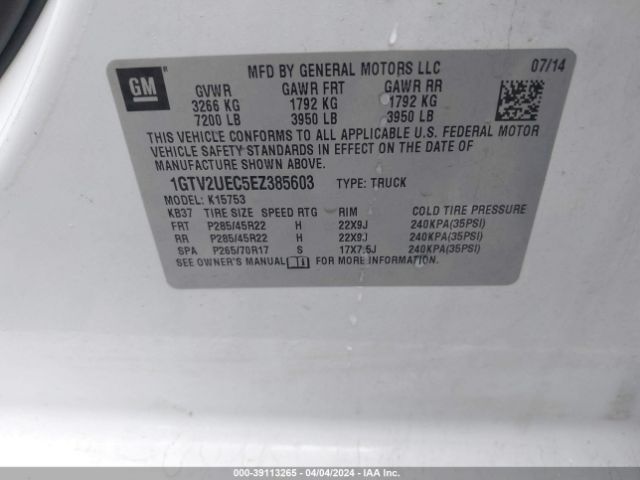 GM
MFD BY GENERAL MOTORS LLC 07/14
GVWR GAWR FRT GAWR RR
3266 KG 1792 KG 1792 KG
7200 LB 3950 LB 3950 LB
THIS VEHICLE CONFORMS TO ALL APPLICABLE U.S. FEDERAL MOTOR
VEHICLE SAFETY STANDARDS IN EFFECT ON THE DATE OF
MANUFACTURE SHOWN ABOVE.
1GTV2UEC5EZ385603 TYPE: TRUCK
MODEL: K15753
KB37 TIRE SIZE SPEED RTG RIM COLD TIRE PRESSURE
FRT P285/45R22 H 22X9J 240KPA(35PSI)
RR P285/45R22 H 22X9J 240KPA(35PSI)
SPA P265/70R17 S 17X7.5J 240KPA(35PSI)
SEE OWNER'S MANUAL FOR MORE INFORMATION.
000-39113265 - 04/04/2024 - IAA Inc.